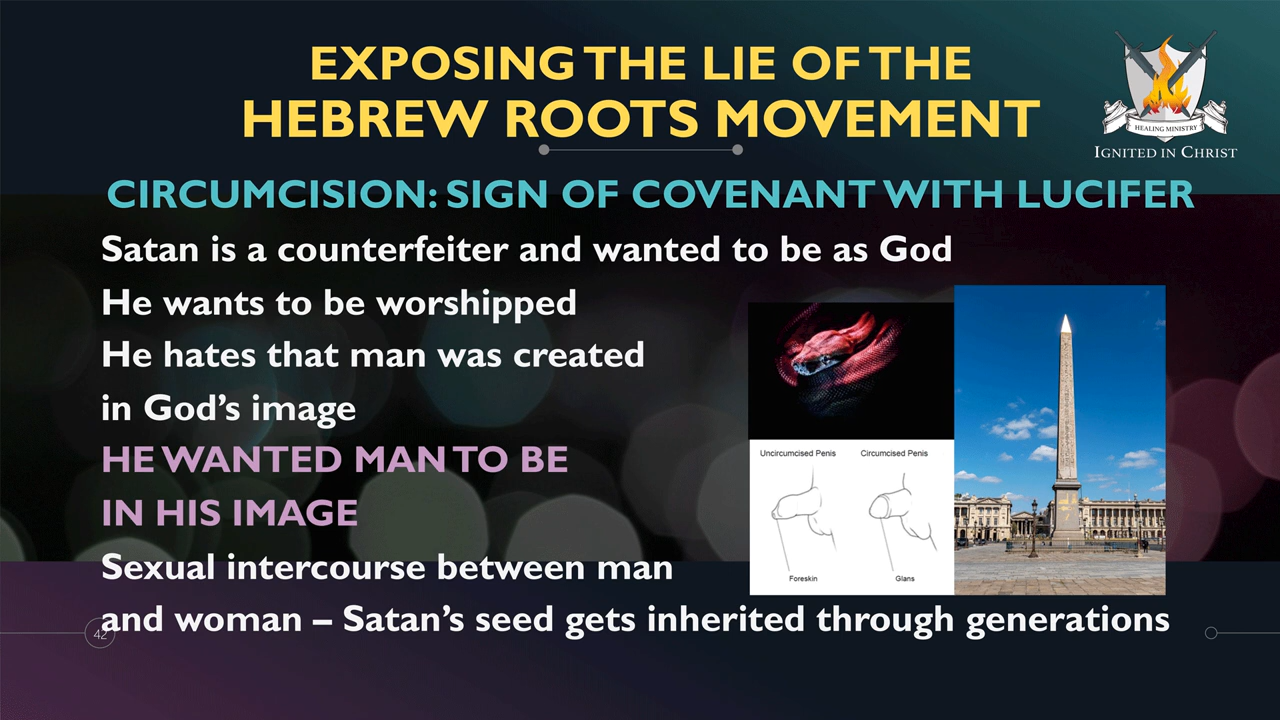 EXPOSING THE LIE OF THE
HEBREW ROOTS MOVEMENT
HEALING MINISTRY
IGNITED IN CHRIST
CIRCUMCISION: SIGN OF COVENANT WITH LUCIFER
Satan is a counterfeiter and wanted to be as God
He wants to be worshipped
He hates that man was created
in God’s image
HE WANTED MAN TO BE
IN HIS IMAGE
Uncircumcised Penis
Circumcised Penis
Foreskin
Glans
Sexual intercourse between man
and woman – Satan’s seed gets inherited through generations
42